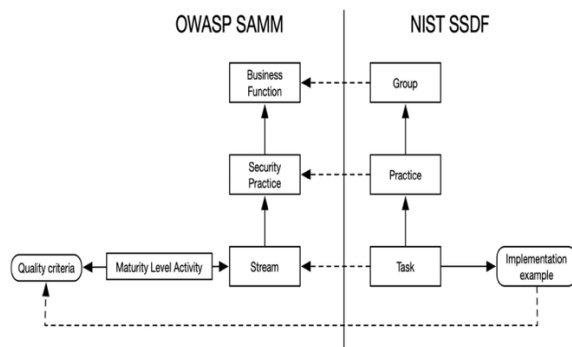 OWASP SAMM
NIST SSDF
Business
Function
Group
Security
Practice
Practice
Quality criteria
Maturity Level Activity
Stream
Task
Implementation
example